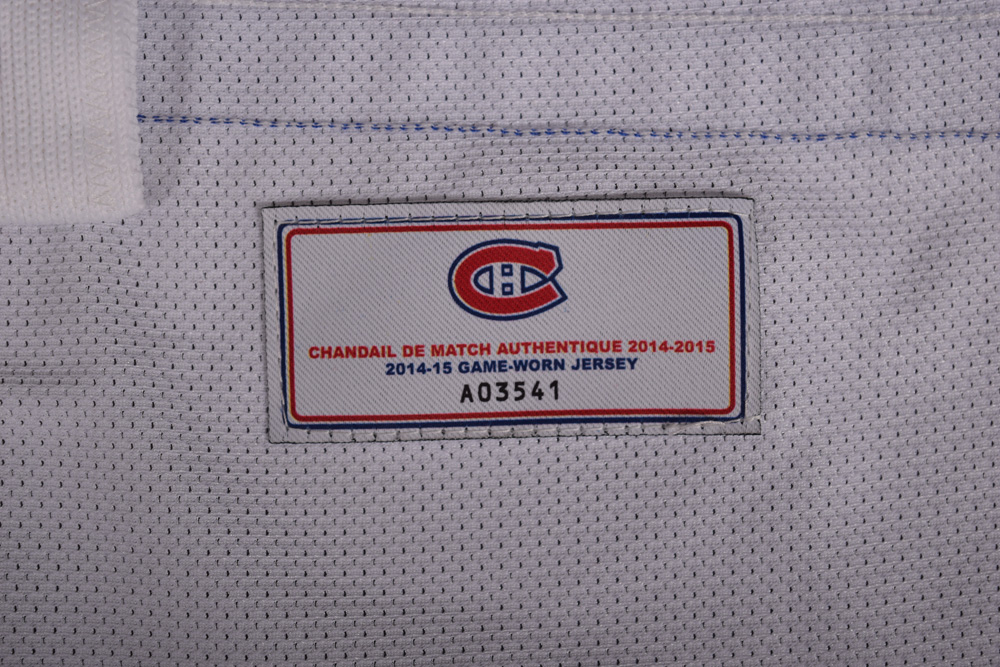 CHANDAIL DE MATCH AUTHENTIQUE 2014-2015
2014-15 GAME-WORN JERSEY
A03541